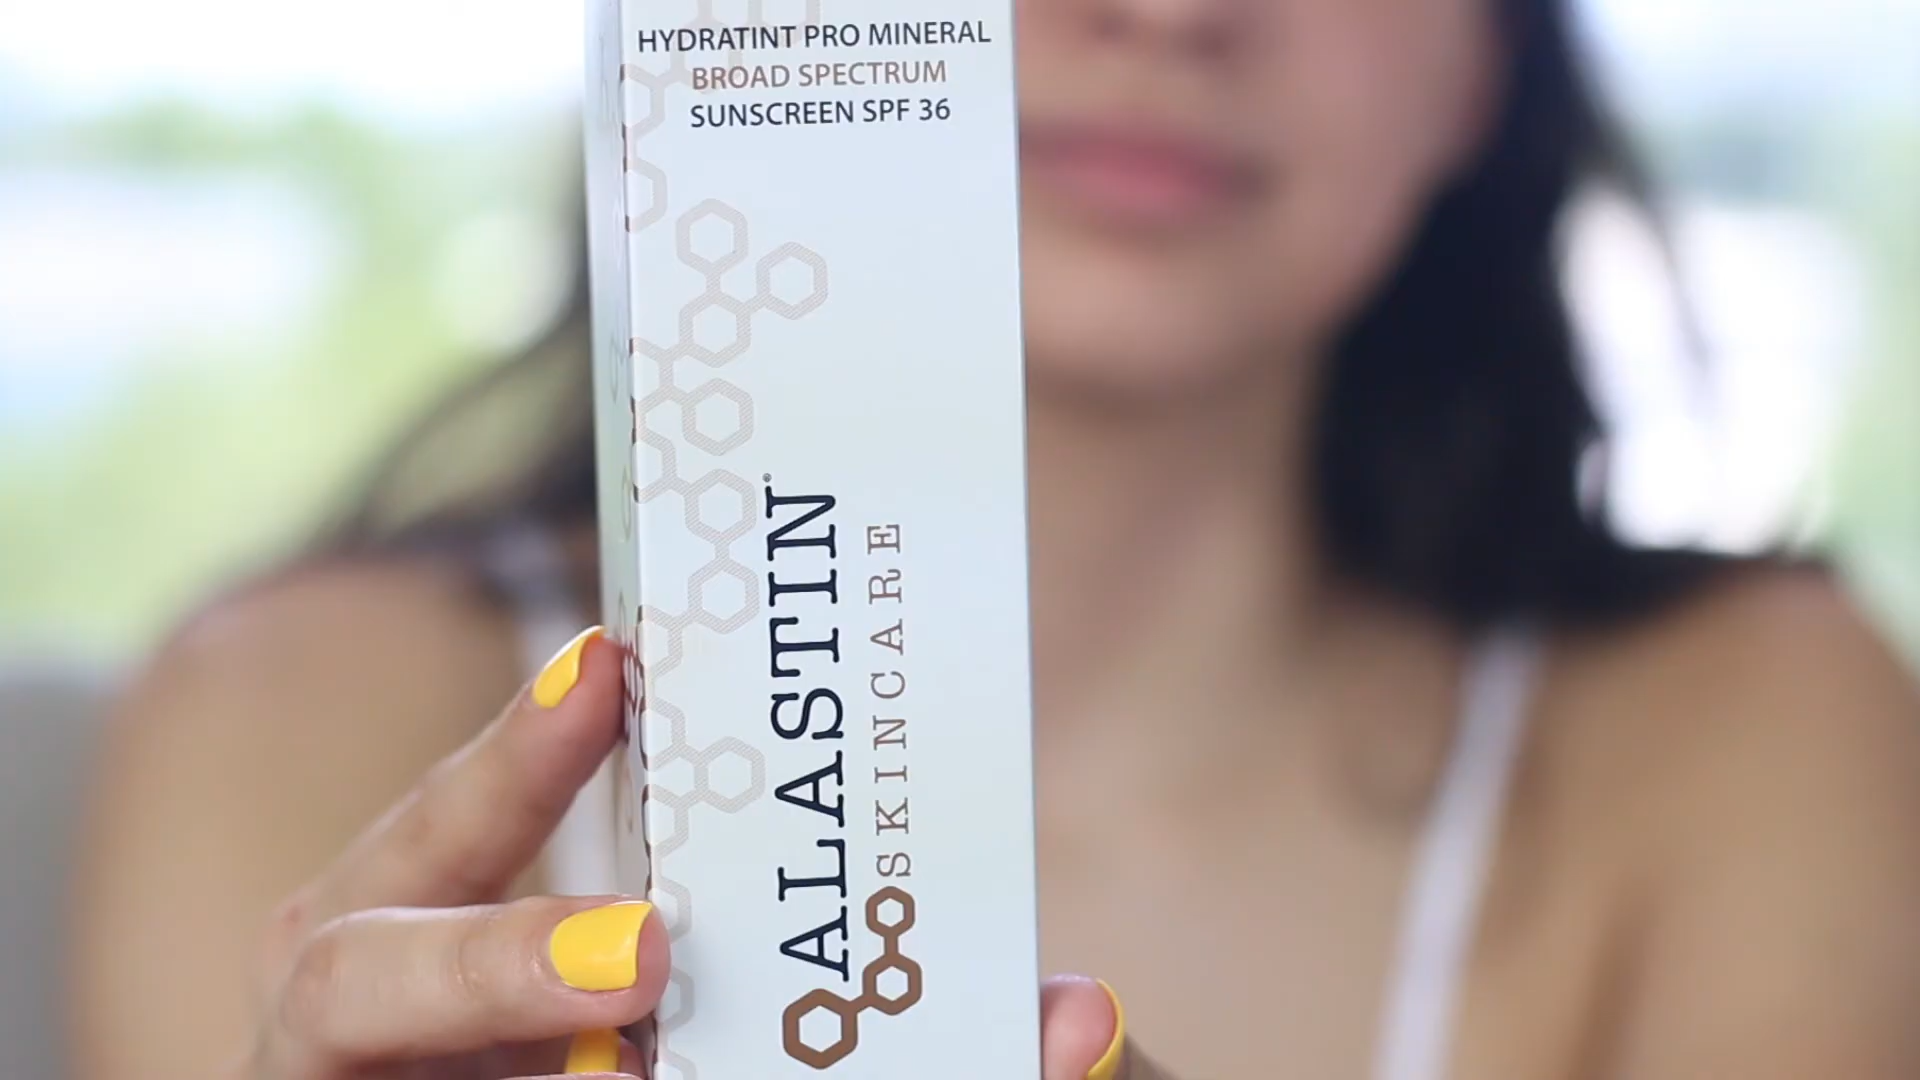 HYDRATINT PRO MINERAL
BROAD SPECTRUM
SUNSCREEN SPF 36
ALASTIN®
SKINCARE